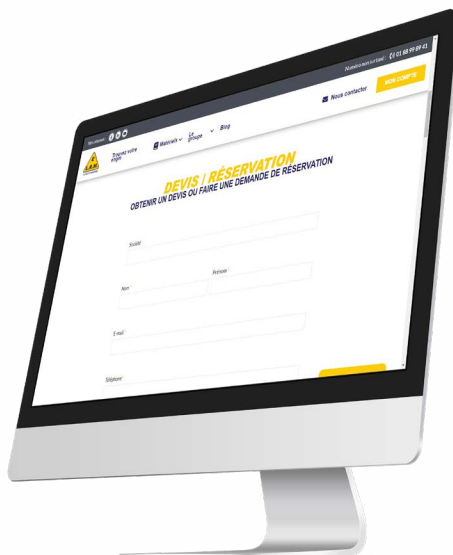 Numéro non surtaxé : 01 88 99 89 41
Trouvez votre engin
Matériels
Le groupe
Blog
Nous contacter
MON COMPTE
DEVIS | RÉSERVATION
OBTENIR UN DEVIS OU FAIRE UNE DEMANDE DE RÉSERVATION
Société
Nom*
Prénom*
E-mail*
Téléphone*